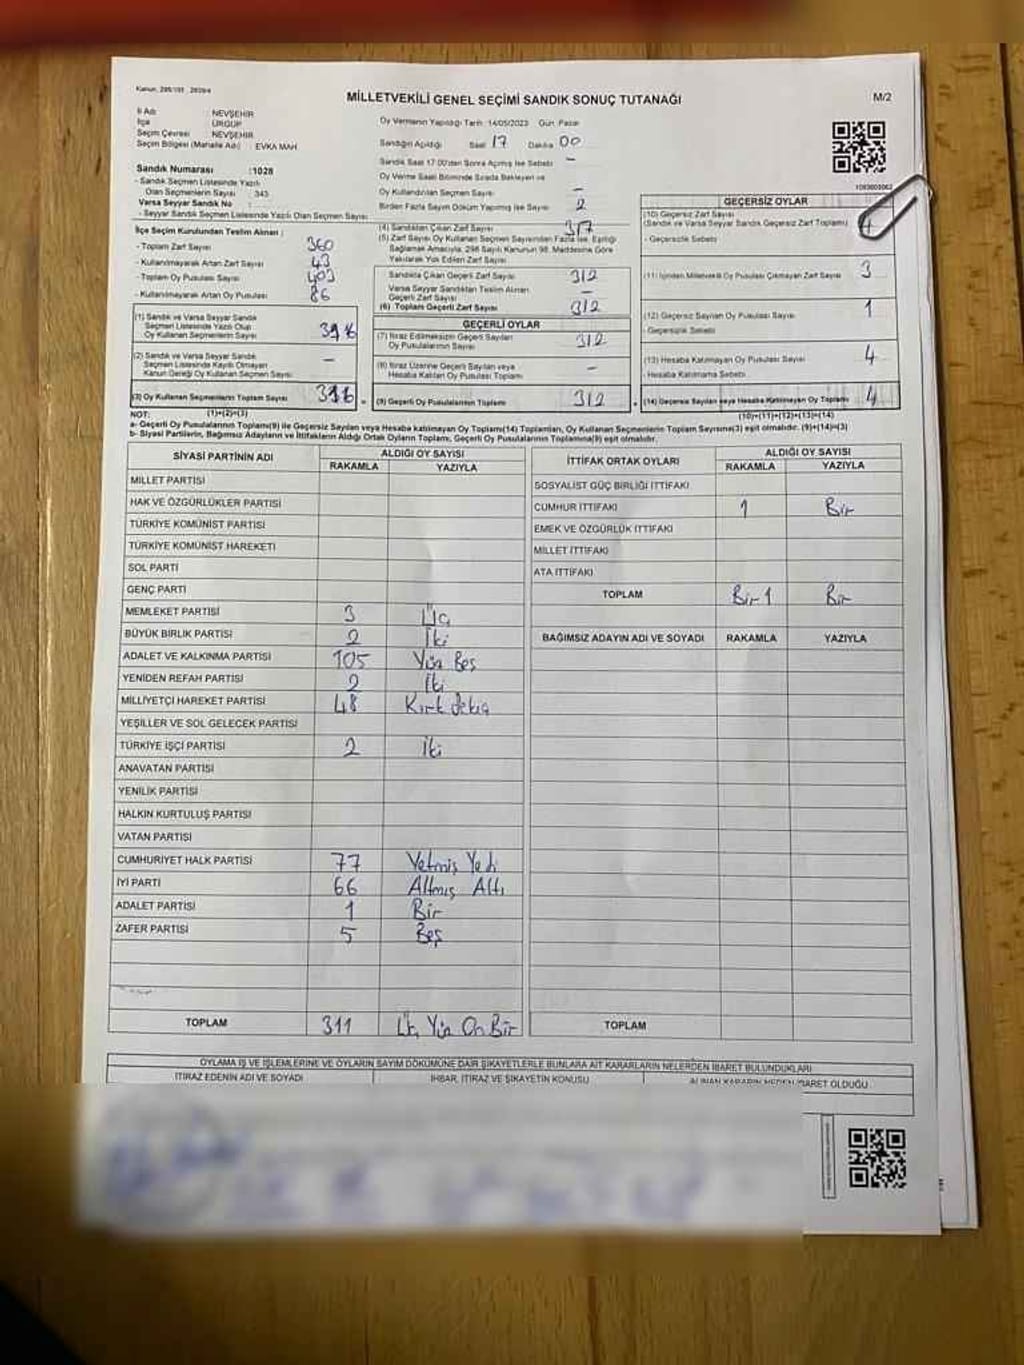 MİLLETVEKİLİ GENEL SEÇİMİ SANDIK SONUÇ TUTANAĞI
M/2
İl Adı : NEVŞEHİR
İlçe : ÜRGÜP
Seçim Çevresi : NEVŞEHİR
Seçim Bölgesi (Mahalle Adı) : EVKA MAH
Oy Vermenin Yapıldığı Tarih :14/05/2023 Gün: Pazar
Sandığın Açıldığı Saat 17 Dakika 00
Sandık Saat 17:00'den Sonra Açılmış İse Sebebi -
Oy Verme Saati Bitiminde Sırada Bekleyen ve
Oy Kullandırılan Seçmen Sayısı -
Birden Fazla Sayım Döküm Yapılmış İse Sayısı 2
Sandık Numarası :1028
- Sandık Seçmen Listesinde Yazılı
Olan Seçmenlerin Sayısı : 343
Varsa Seyyar Sandık No :
- Seyyar Sandık Seçmen Listesinde Yazılı Olan Seçmen Sayısı
İlçe Seçim Kurulundan Teslim Alınan :
- Toplam Zarf Sayısı 360
- Kullanılmayarak Artan Zarf Sayısı 43
- Toplam Oy Pusulası Sayısı 403
- Kullanılmayarak Artan Oy Pusulası 86
(1) Sandık ve Varsa Seyyar Sandık
Seçmen Listesinde Yazılı Olup
Oy Kullanan Seçmenlerin Sayısı
(2) Sandık ve Varsa Seyyar Sandık
Seçmen Listesinde Kaydı Olmayan
Kanun Gereği Oy Kullanan Seçmen Sayısı -
(3) Oy Kullanan Seçmenlerin Toplam Sayısı
(1)+(2)=(3)
(4) Sandıktan Çıkan Zarf Sayısı 317
(5) Zarf Sayısı Oy Kullanan Seçmen Sayısından Fazla İse, Eşitliği
Sağlamak Amacıyla, 298 Sayılı Kanunun 98. Maddesine Göre
Yakılarak Yok Edilen Zarf Sayısı
Sandıkta Çıkan Geçerli Zarf Sayısı 312
Varsa Seyyar Sandıktan Teslim Alınan
Geçerli Zarf Sayısı -
(6) Toplam Geçerli Zarf Sayısı 312
GEÇERLİ OYLAR
(7) İtiraz Edilmeksizin Geçerli Sayılan
Oy Pusulalarının Sayısı 312
(8) İtiraz Üzerine Geçerli Sayılan veya
Hesaba Katılan Oy Pusulası Toplamı -
(9) Geçerli Oy Pusulalarının Toplamı 312
1093603062
GEÇERSİZ OYLAR
(10) Geçersiz Zarf Sayısı
(Sandık ve Varsa Seyyar Sandık Geçersiz Zarf Toplamı)
- Geçersizlik Sebebi
(11) İçinden Milletvekili Oy Pusulası Çıkmayan Zarf Sayısı 3
(12) Geçersiz Sayılan Oy Pusulası Sayısı 1
- Geçersizlik Sebebi
(13) Hesaba Katılmayan Oy Pusulası Sayısı 4
- Hesaba Katılmama Sebebi
(14) Geçersiz Sayılan veya Hesaba Katılmayan Oy Toplamı 4
(10)+(11)+(12)+(13)=(14)
NOT:
a- Geçerli Oy Pusulalarının Toplamı(9) ile Geçersiz Sayılan veya Hesaba katılmayan Oy Toplamı(14) Toplamları, Oy Kullanan Seçmenlerin Toplam Sayısına(3) eşit olmalıdır. (9)+(14)=(3)
b- Siyasi Partilerin, Bağımsız Adayların ve İttifakların Aldığı Ortak Oyların Toplamı, Geçerli Oy Pusulalarının Toplamına(9) eşit olmalıdır.
SİYASİ PARTİNİN ADI ALDIĞI OY SAYISI
RAKAMLA YAZIYLA
MİLLET PARTİSİ
HAK VE ÖZGÜRLÜKLER PARTİSİ
TÜRKİYE KOMÜNİST PARTİSİ
TÜRKİYE KOMÜNİST HAREKETİ
SOL PARTİ
GENÇ PARTİ
MEMLEKET PARTİSİ 3 Üç
BÜYÜK BİRLİK PARTİSİ 2 İki
ADALET VE KALKINMA PARTİSİ 105 Yüz Beş
YENİDEN REFAH PARTİSİ 2 İki
MİLLİYETÇİ HAREKET PARTİSİ 48 Kırk Sekiz
YEŞİLLER VE SOL GELECEK PARTİSİ
TÜRKİYE İŞÇİ PARTİSİ 2 İki
ANAVATAN PARTİSİ
YENİLİK PARTİSİ
HALKIN KURTULUŞ PARTİSİ
VATAN PARTİSİ
CUMHURİYET HALK PARTİSİ 77 Yetmiş Yedi
İYİ PARTİ 66 Altmış Altı
ADALET PARTİSİ 1 Bir
ZAFER PARTİSİ 5 Beş
TOPLAM 311 Üç Yüz On Bir
İTTİFAK ORTAK OYLARI ALDIĞI OY SAYISI
RAKAMLA YAZIYLA
SOSYALİST GÜÇ BİRLİĞİ İTTİFAKI
CUMHUR İTTİFAKI 1 Bir
EMEK VE ÖZGÜRLÜK İTTİFAKI
MİLLET İTTİFAKI
ATA İTTİFAKI
TOPLAM Bir 1 Bir
BAĞIMSIZ ADAYIN ADI VE SOYADI RAKAMLA YAZIYLA
TOPLAM
OYLAMA İŞ VE İŞLEMLERİNE VE OYLARIN SAYIM DÖKÜMÜNE DAİR ŞİKAYETLERLE BUNLARA AİT KARARLARIN NELERDEN İBARET BULUNDUKLARI
İTİRAZ EDENİN ADI VE SOYADI İHBAR, İTİRAZ VE ŞİKAYETİN KONUSU ALINAN KARARIN NEDEN İBARET OLDUĞU